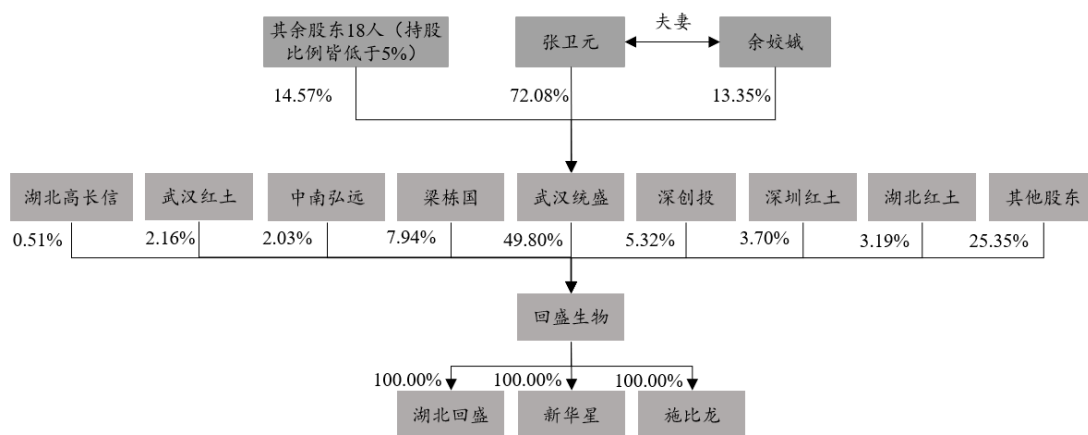 其余股东18人（持股
比例皆低于5%）
张卫元
夫妻
余姣娥
14.57%
72.08%
13.35%
湖北高长信
武汉红土
中南弘远
梁栋国
武汉统盛
深创投
深圳红土
湖北红土
其他股东
0.51%
2.16%
2.03%
7.94%
49.80%
5.32%
3.70%
3.19%
25.35%
回盛生物
100.00%
100.00%
100.00%
湖北回盛
新华星
施比龙